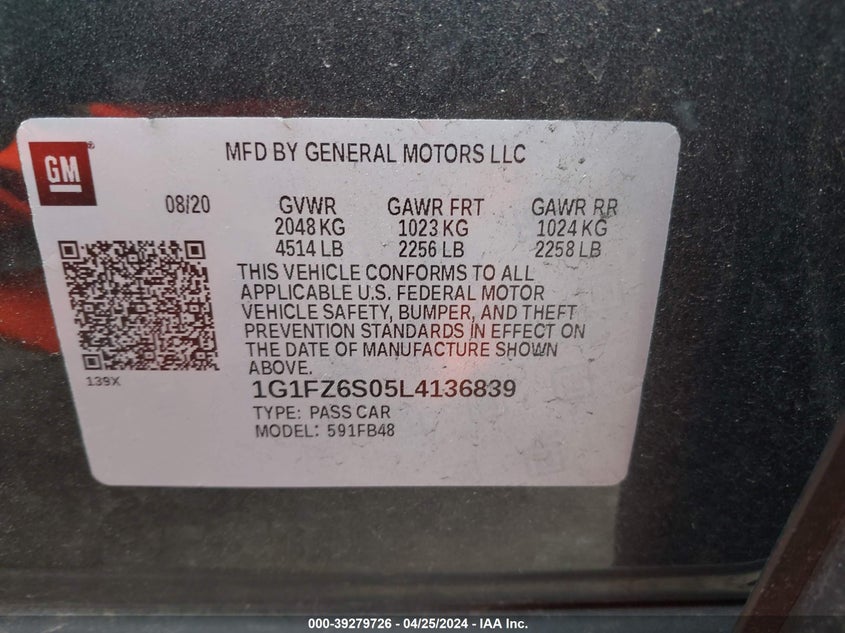 GM
MFD BY GENERAL MOTORS LLC
08/20 GVWR GAWR FRT GAWR RR
2048 KG 1023 KG 1024 KG
4514 LB 2256 LB 2258 LB
THIS VEHICLE CONFORMS TO ALL
APPLICABLE U.S. FEDERAL MOTOR
VEHICLE SAFETY, BUMPER, AND THEFT
PREVENTION STANDARDS IN EFFECT ON
THE DATE OF MANUFACTURE SHOWN
ABOVE.
139X
1G1FZ6S05L4136839
TYPE: PASS CAR
MODEL: 591FB48
000-39279726 - 04/25/2024 - IAA Inc.